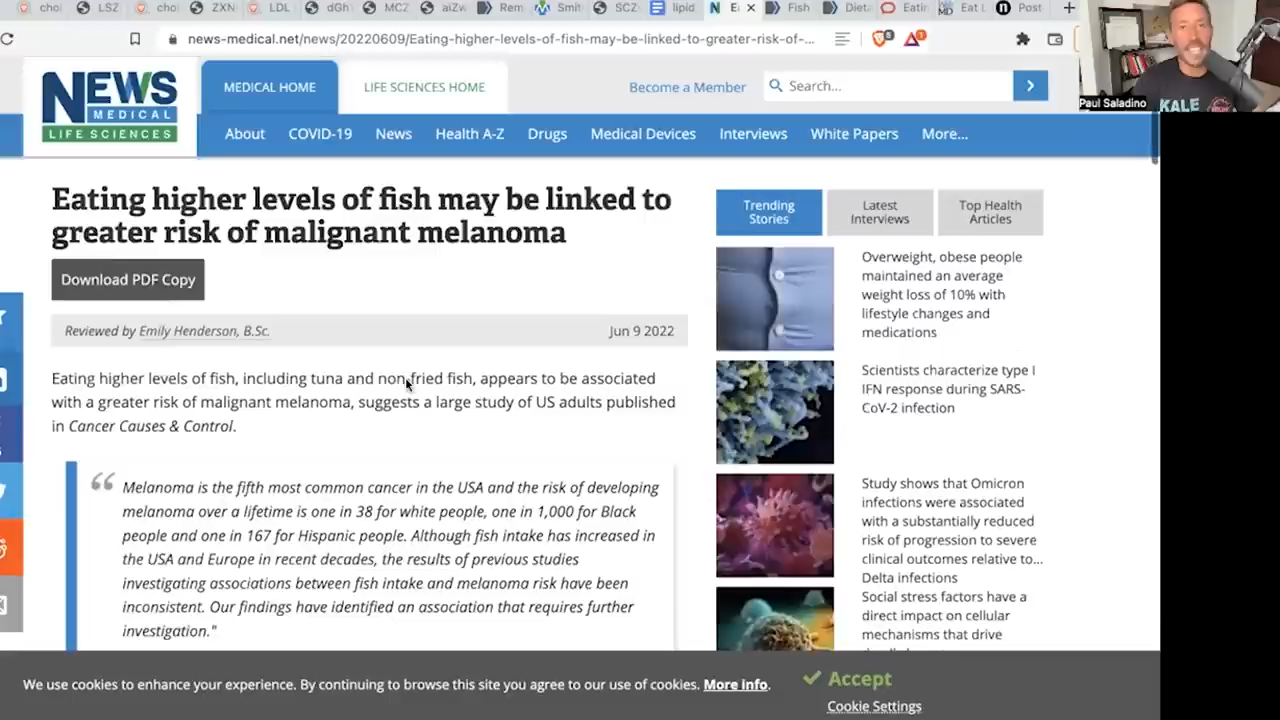 cho
LSZ
cho
ZXN
LDL
dGh
MCZ
aiZw
Rem
Smit
SCZ
lipid
Fish
Diet
Eatin
Eat L
Post
news-medical.net/news/20220609/Eating-higher-levels-of-fish-may-be-linked-to-greater-risk-of-...
NEWS
MEDICAL
LIFE SCIENCES
MEDICAL HOME
LIFE SCIENCES HOME
Become a Member
Search...
Paul Saladino
KALE
About COVID-19 News Health A-Z Drugs Medical Devices Interviews White Papers More...
Eating higher levels of fish may be linked to
greater risk of malignant melanoma
Download PDF Copy
Reviewed by Emily Henderson, B.Sc.
Jun 9 2022
Eating higher levels of fish, including tuna and non-fried fish, appears to be associated
with a greater risk of malignant melanoma, suggests a large study of US adults published
in Cancer Causes & Control.
“ Melanoma is the fifth most common cancer in the USA and the risk of developing
melanoma over a lifetime is one in 38 for white people, one in 1,000 for Black
people and one in 167 for Hispanic people. Although fish intake has increased in
the USA and Europe in recent decades, the results of previous studies
investigating associations between fish intake and melanoma risk have been
inconsistent. Our findings have identified an association that requires further
investigation."
Trending
Stories
Latest
Interviews
Top Health
Articles
Overweight, obese people
maintained an average
weight loss of 10% with
lifestyle changes and
medications
Scientists characterize type I
IFN response during SARS-
CoV-2 infection
Study shows that Omicron
infections were associated
with a substantially reduced
risk of progression to severe
clinical outcomes relative to...
Delta infections
Social stress factors have a
direct impact on cellular
mechanisms that drive
We use cookies to enhance your experience. By continuing to browse this site you agree to our use of cookies. More info.
Accept
Cookie Settings